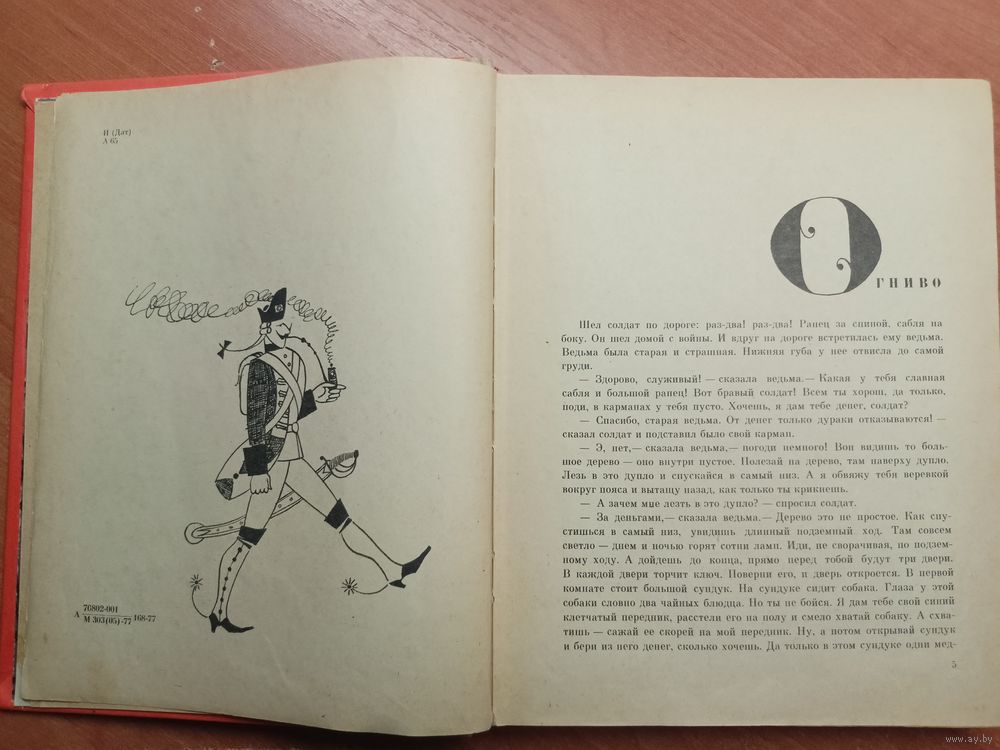 И (Дат)
А 65
70802-001
А М 303(05)-77 168-77
ОГНИВО
Шел солдат по дороге: раз-два! раз-два! Ранец за спиной, сабля на
боку. Он шел домой с войны. И вдруг на дороге встретилась ему ведьма.
Ведьма была старая и страшная. Нижняя губа у нее отвисла до самой
груди.
— Здорово, служивый! — сказала ведьма.— Какая у тебя славная
сабля и большой ранец! Вот бравый солдат! Всем ты хорош, да только,
поди, в карманах у тебя пусто. Хочешь, я дам тебе денег, солдат?
— Спасибо, старая ведьма. От денег только дураки отказываются! —
сказал солдат и подставил было свой карман.
— Э, нет,— сказала ведьма,— погоди немного! Вон видишь то боль-
шое дерево — оно внутри пустое. Полезай на дерево, там наверху дупло.
Лезь в это дупло и спускайся в самый низ. А я обвяжу тебя веревкой
вокруг пояса и вытащу назад, как только ты крикнешь.
— А зачем мне лезть в это дупло? — спросил солдат.
— За деньгами,— сказала ведьма.— Дерево это не простое. Как спу-
стишься в самый низ, увидишь длинный подземный ход. Там совсем
светло — днем и ночью горят сотни ламп. Иди, не сворачивая, по подзем-
ному ходу. А дойдешь до конца, прямо перед тобой будут три двери.
В каждой двери торчит ключ. Поверни его, и дверь откроется. В первой
комнате стоит большой сундук. На сундуке сидит собака. Глаза у этой
собаки словно два чайных блюдца. Но ты не бойся. Я дам тебе свой синий
клетчатый передник, расстели его на полу и смело хватай собаку. А схва-
тишь — сажай ее скорей на мой передник. Ну, а потом открывай сундук
и бери из него денег, сколько хочешь. Да только в этом сундуке одни мед-
5
www.ay.by